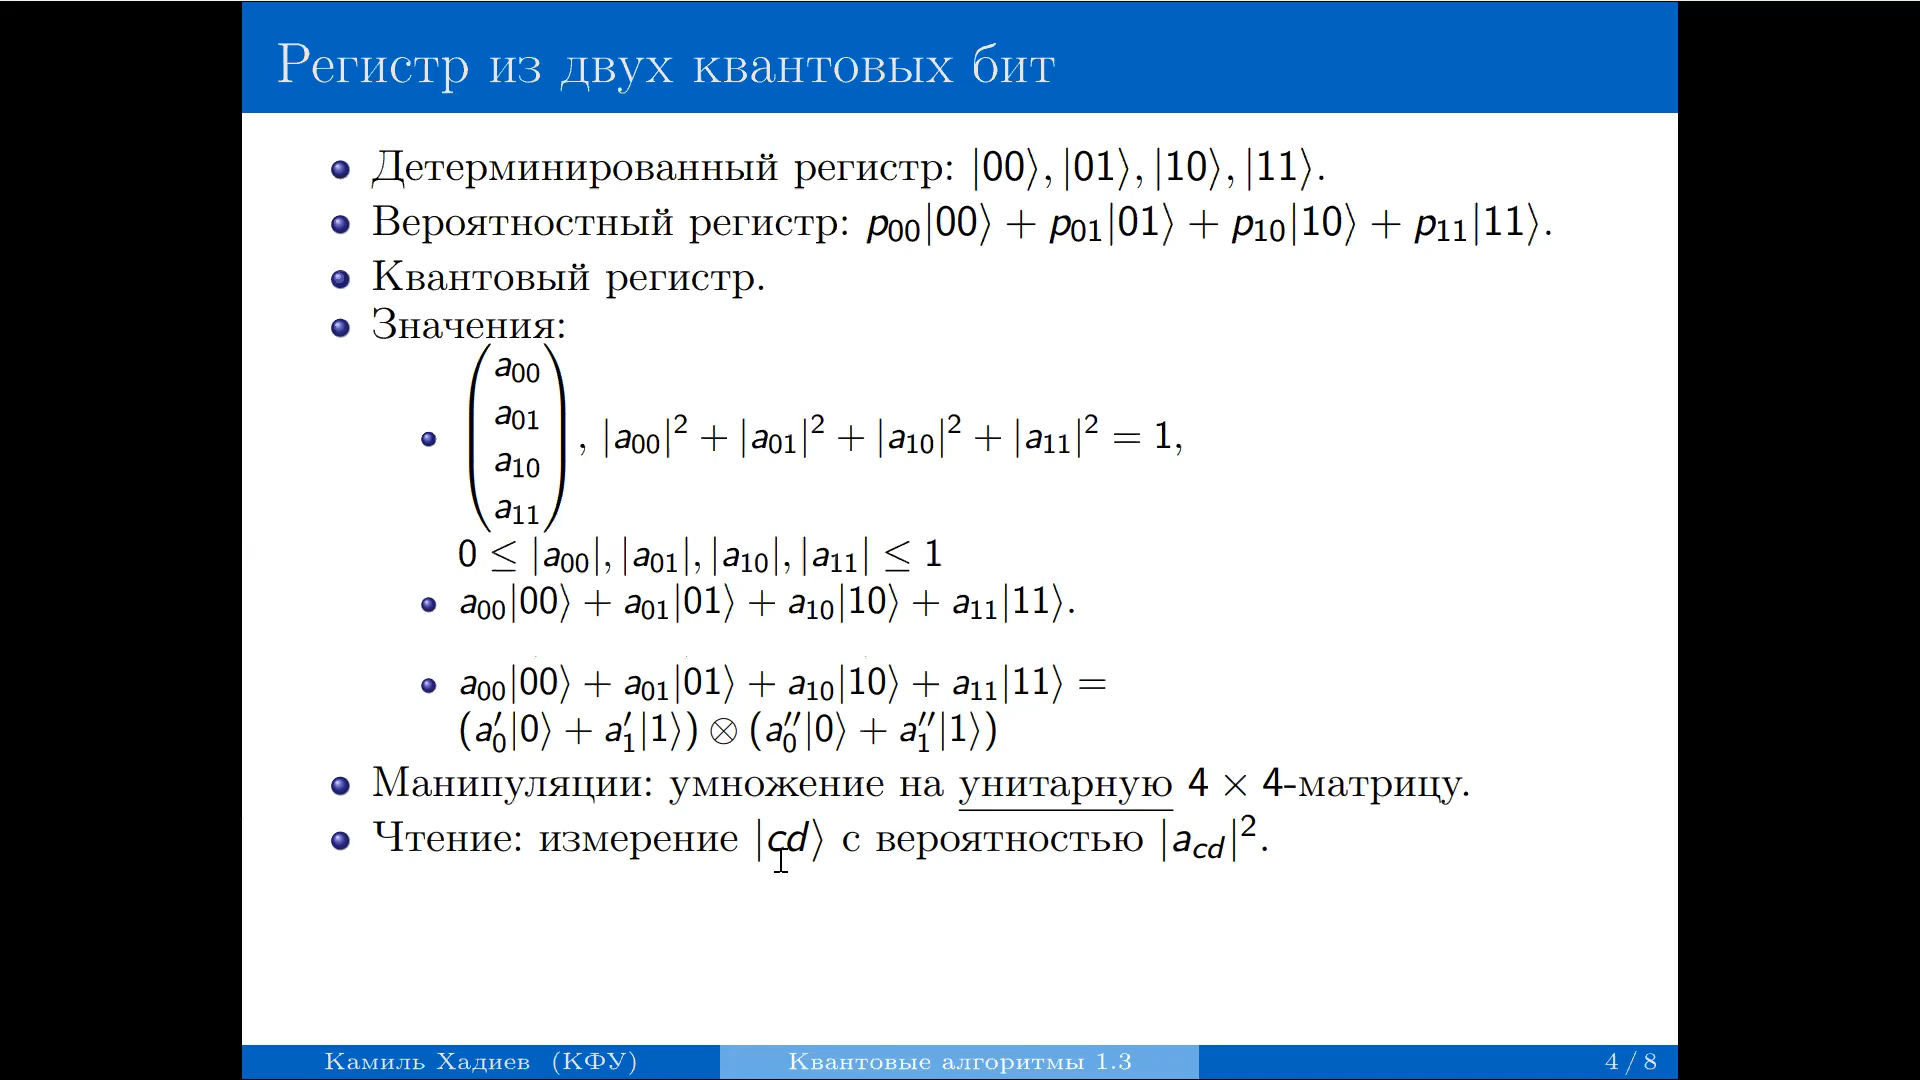 Регистр из двух квантовых бит
Детерминированный регистр: |00⟩, |01⟩, |10⟩, |11⟩.
Вероятностный регистр: p₀₀|00⟩ + p₀₁|01⟩ + p₁₀|10⟩ + p₁₁|11⟩.
Квантовый регистр.
Значения:
a₀₀
a₀₁
a₁₀
a₁₁
, |a₀₀|² + |a₀₁|² + |a₁₀|² + |a₁₁|² = 1,
0 ≤ |a₀₀|, |a₀₁|, |a₁₀|, |a₁₁| ≤ 1
a₀₀|00⟩ + a₀₁|01⟩ + a₁₀|10⟩ + a₁₁|11⟩.
a₀₀|00⟩ + a₀₁|01⟩ + a₁₀|10⟩ + a₁₁|11⟩ =
(a′₀|0⟩ + a′₁|1⟩) ⊗ (a″₀|0⟩ + a″₁|1⟩)
Манипуляции: умножение на унитарную 4 × 4-матрицу.
Чтение: измерение |cd⟩ с вероятностью |a_cd|².
Камиль Хадиев (КФУ) Квантовые алгоритмы 1.3 4 / 8